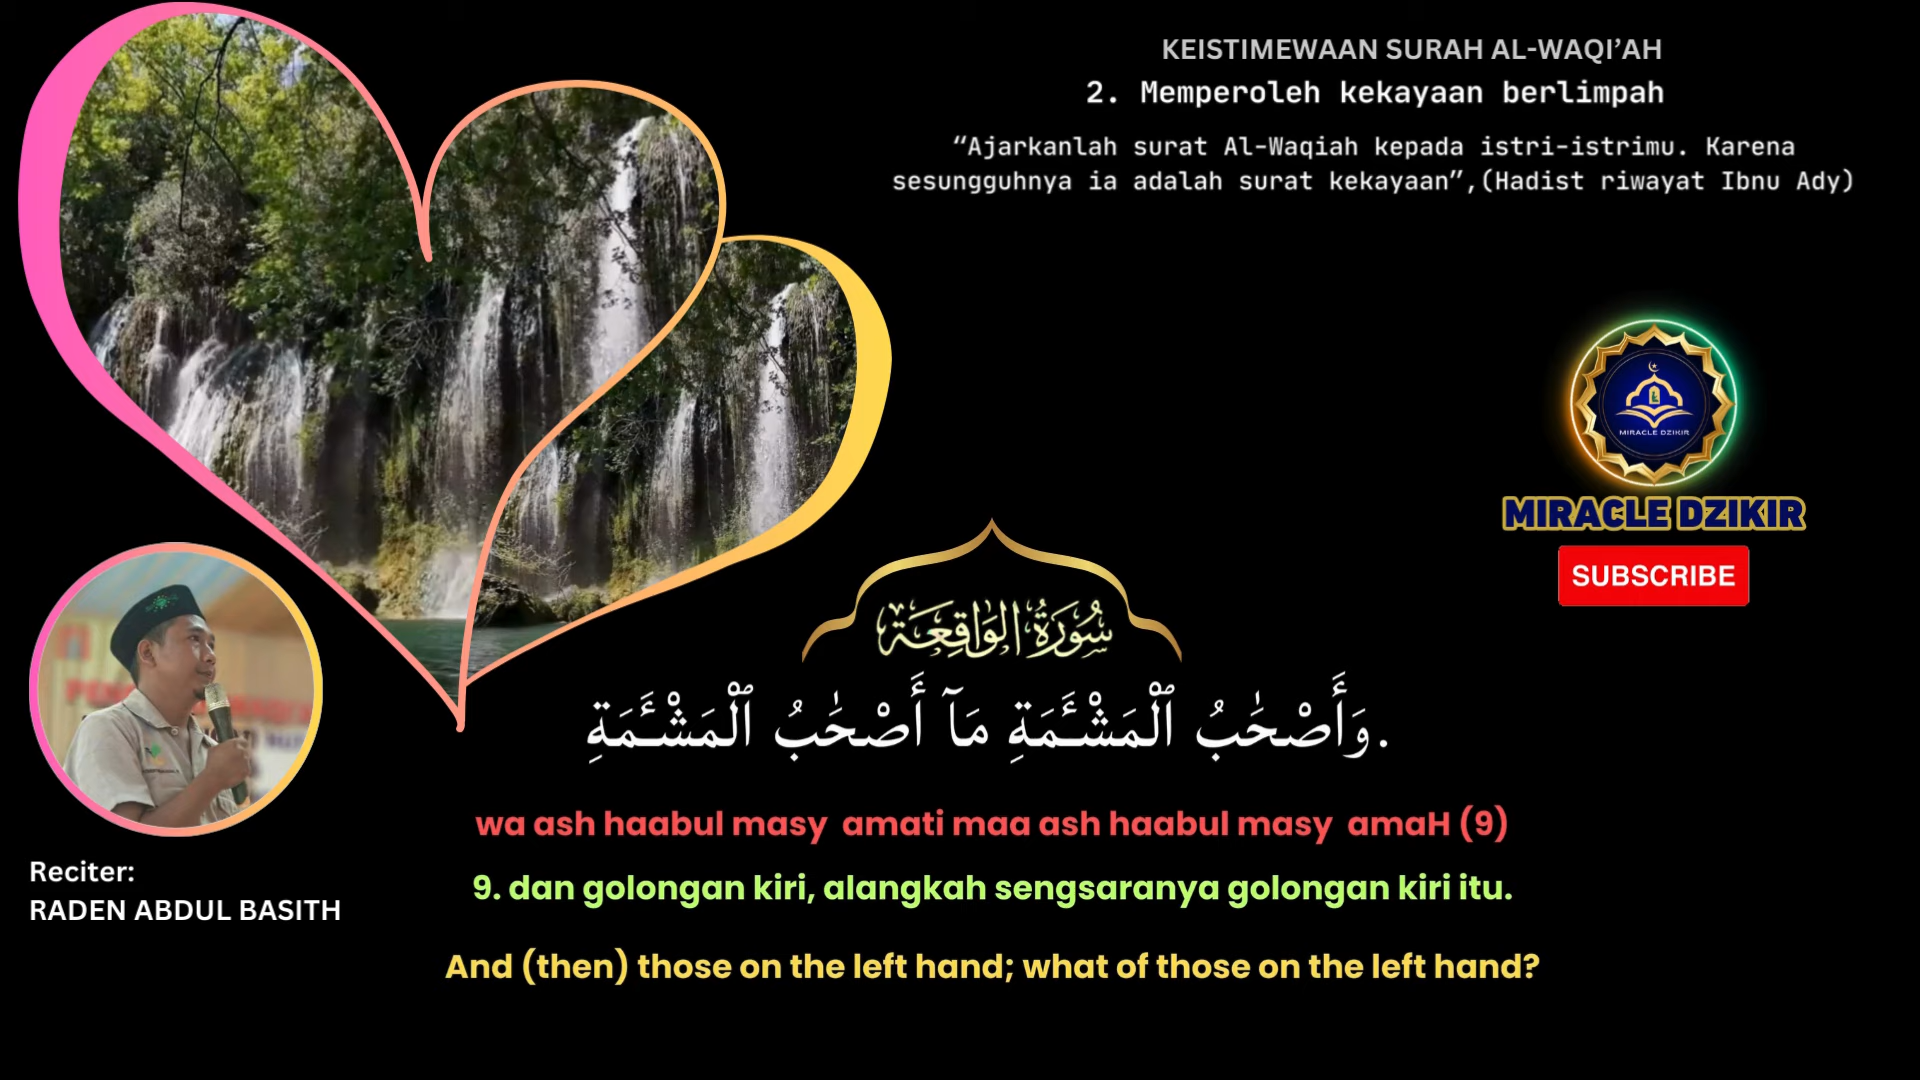 KEISTIMEWAAN SURAH AL-WAQI’AH
2. Memperoleh kekayaan berlimpah
“Ajarkanlah surat Al-Waqiah kepada istri-istrimu. Karena
sesungguhnya ia adalah surat kekayaan”,(Hadist riwayat Ibnu Ady)
MIRACLE DZIKIR
MIRACLE DZIKIR
SUBSCRIBE
سُورَةُ الوَاقِعَة
وَأَصْحَٰبُ ٱلْمَشْـَٔمَةِ مَآ أَصْحَٰبُ ٱلْمَشْـَٔمَةِ.
wa ash haabul masy amati maa ash haabul masy amaH (9)
9. dan golongan kiri, alangkah sengsaranya golongan kiri itu.
And (then) those on the left hand; what of those on the left hand?
Reciter:
RADEN ABDUL BASITH